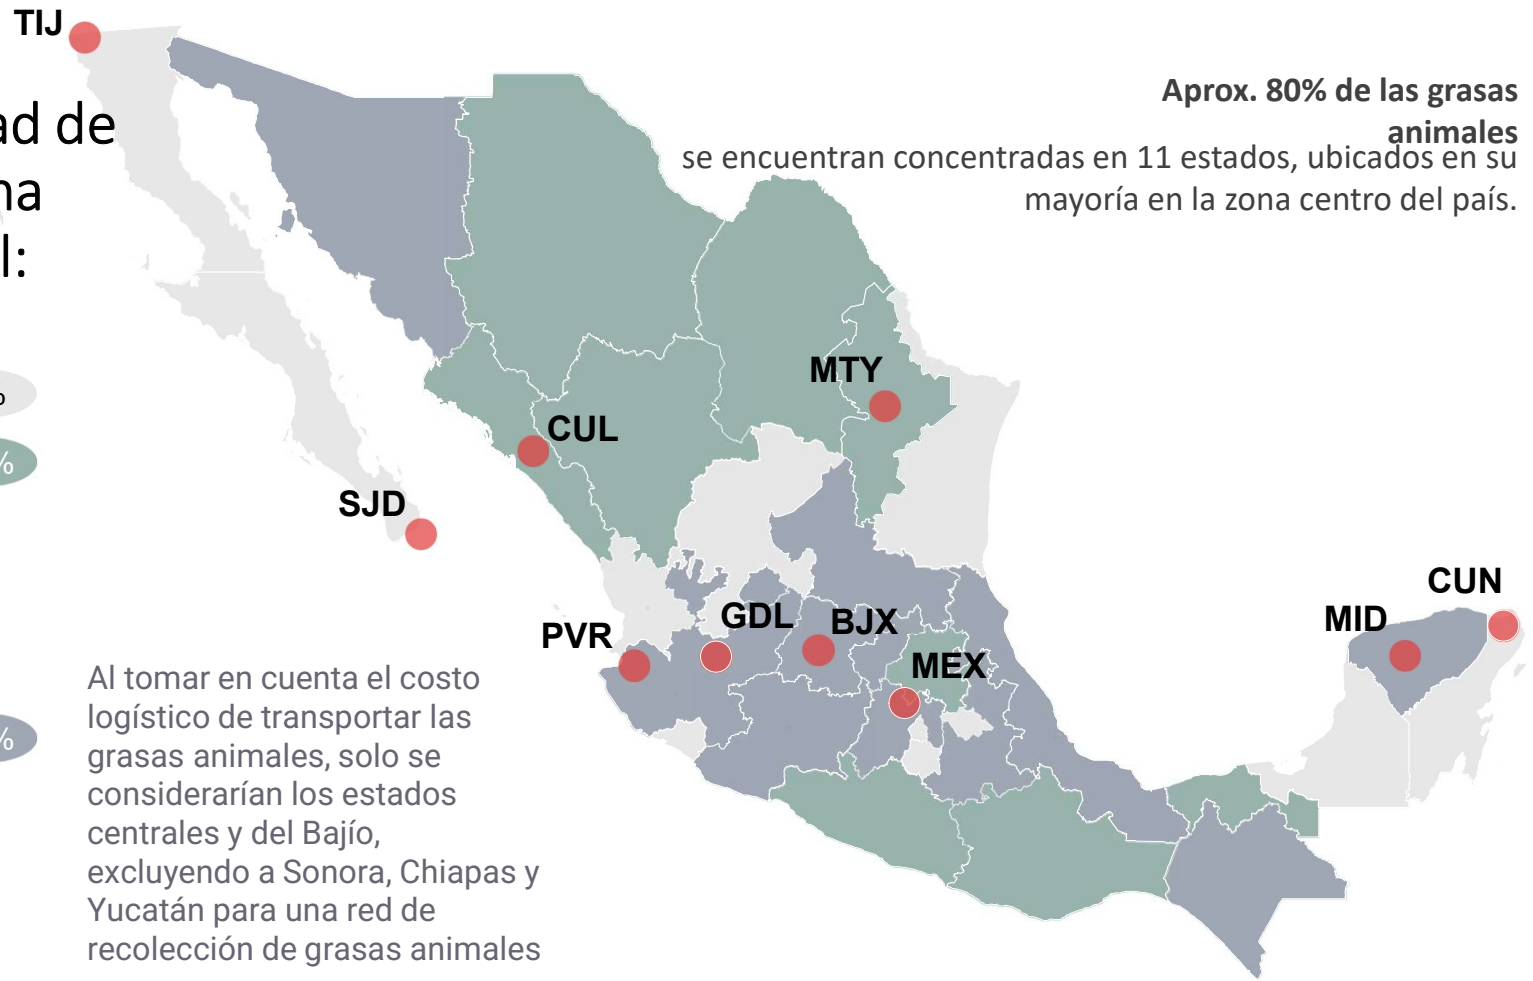 TIJ
Aprox. 80% de las grasas
animales
se encuentran concentradas en 11 estados, ubicados en su
mayoría en la zona centro del país.
de
MTY
CUL
SJD
%
%
CUN
MID
GDL
BJX
PVR
MEX
Al tomar en cuenta el costo
logístico de transportar las
grasas animales, solo se
considerarían los estados
centrales y del Bajío,
excluyendo a Sonora, Chiapas y
Yucatán para una red de
recolección de grasas animales